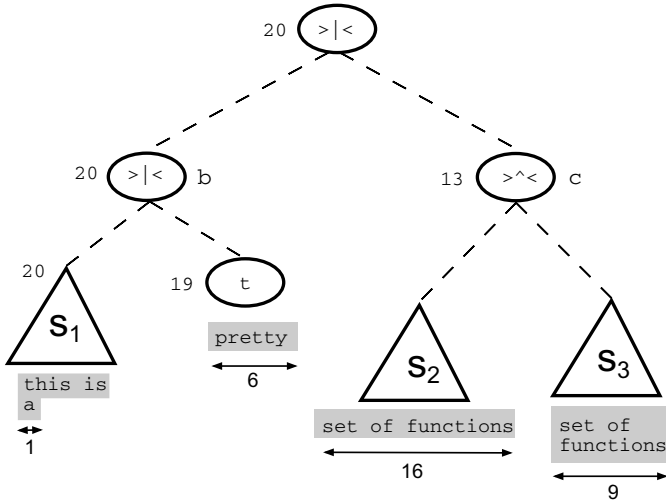 20 >|<
20 >|< b
13 >^< c
20
S1
19 t
S2
S3
pretty
6
this is
a
1
set of functions
16
set of
functions
9